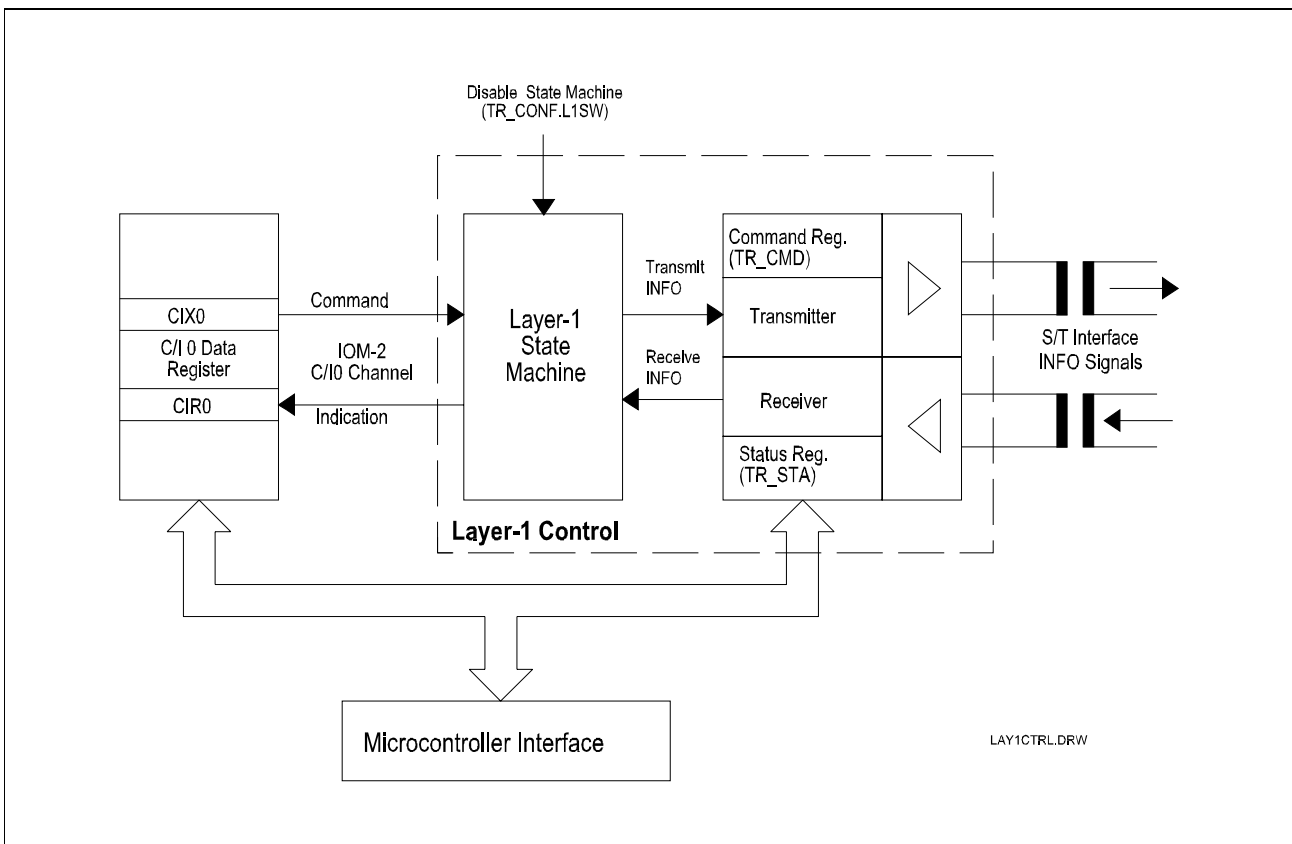 Disable State Machine
(TR_CONF.L1SW)
CIX0
C/I 0 Data
Register
CIR0
Command
IOM-2
C/I0 Channel
Indication
Layer-1
State
Machine
Transmit
INFO
Receive
INFO
Command Reg.
(TR_CMD)
Transmitter
Receiver
Status Reg.
(TR_STA)
S/T Interface
INFO Signals
Layer-1 Control
Microcontroller Interface
LAY1CTRL.DRW